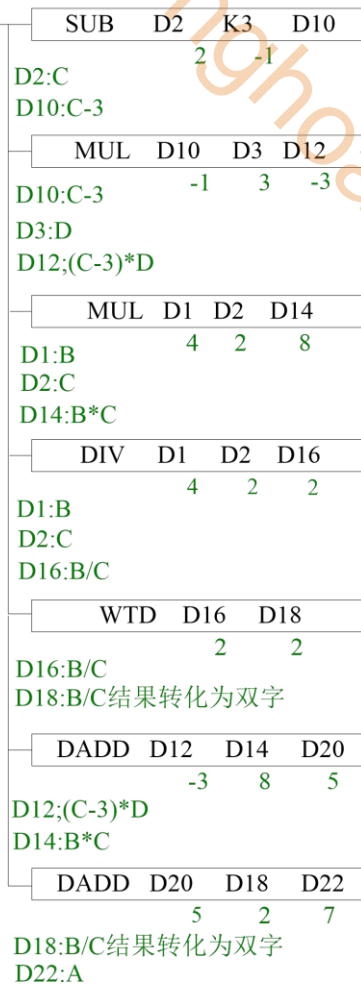 SUB D2 K3 D10
2 -1
D2:C
D10:C-3
MUL D10 D3 D12
-1 3 -3
D10:C-3
D3:D
D12;(C-3)*D
MUL D1 D2 D14
4 2 8
D1:B
D2:C
D14:B*C
DIV D1 D2 D16
4 2 2
D1:B
D2:C
D16:B/C
WTD D16 D18
2 2
D16:B/C
D18:B/C结果转化为双字
DADD D12 D14 D20
-3 8 5
D12;(C-3)*D
D14:B*C
DADD D20 D18 D22
5 2 7
D18:B/C结果转化为双字
D22:A